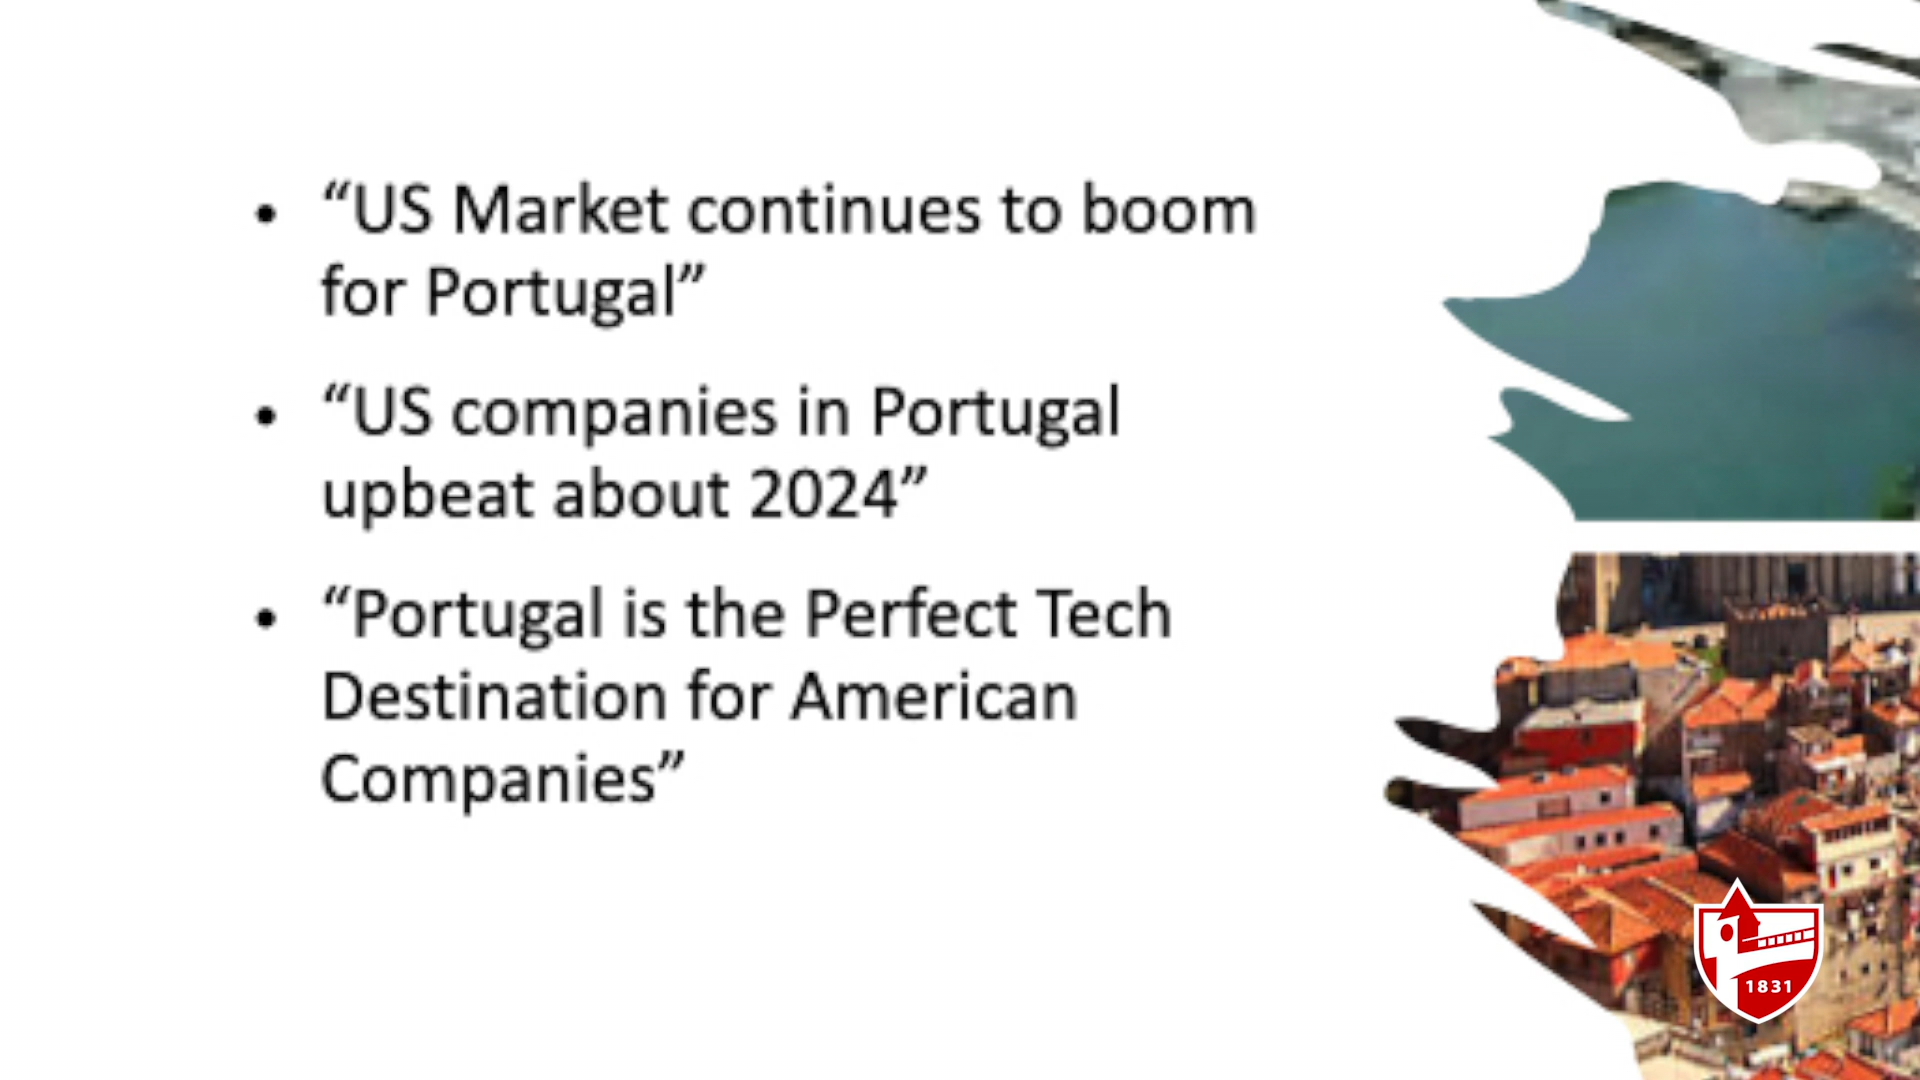 • “US Market continues to boom
for Portugal”
• “US companies in Portugal
upbeat about 2024”
• “Portugal is the Perfect Tech
Destination for American
Companies”
1831